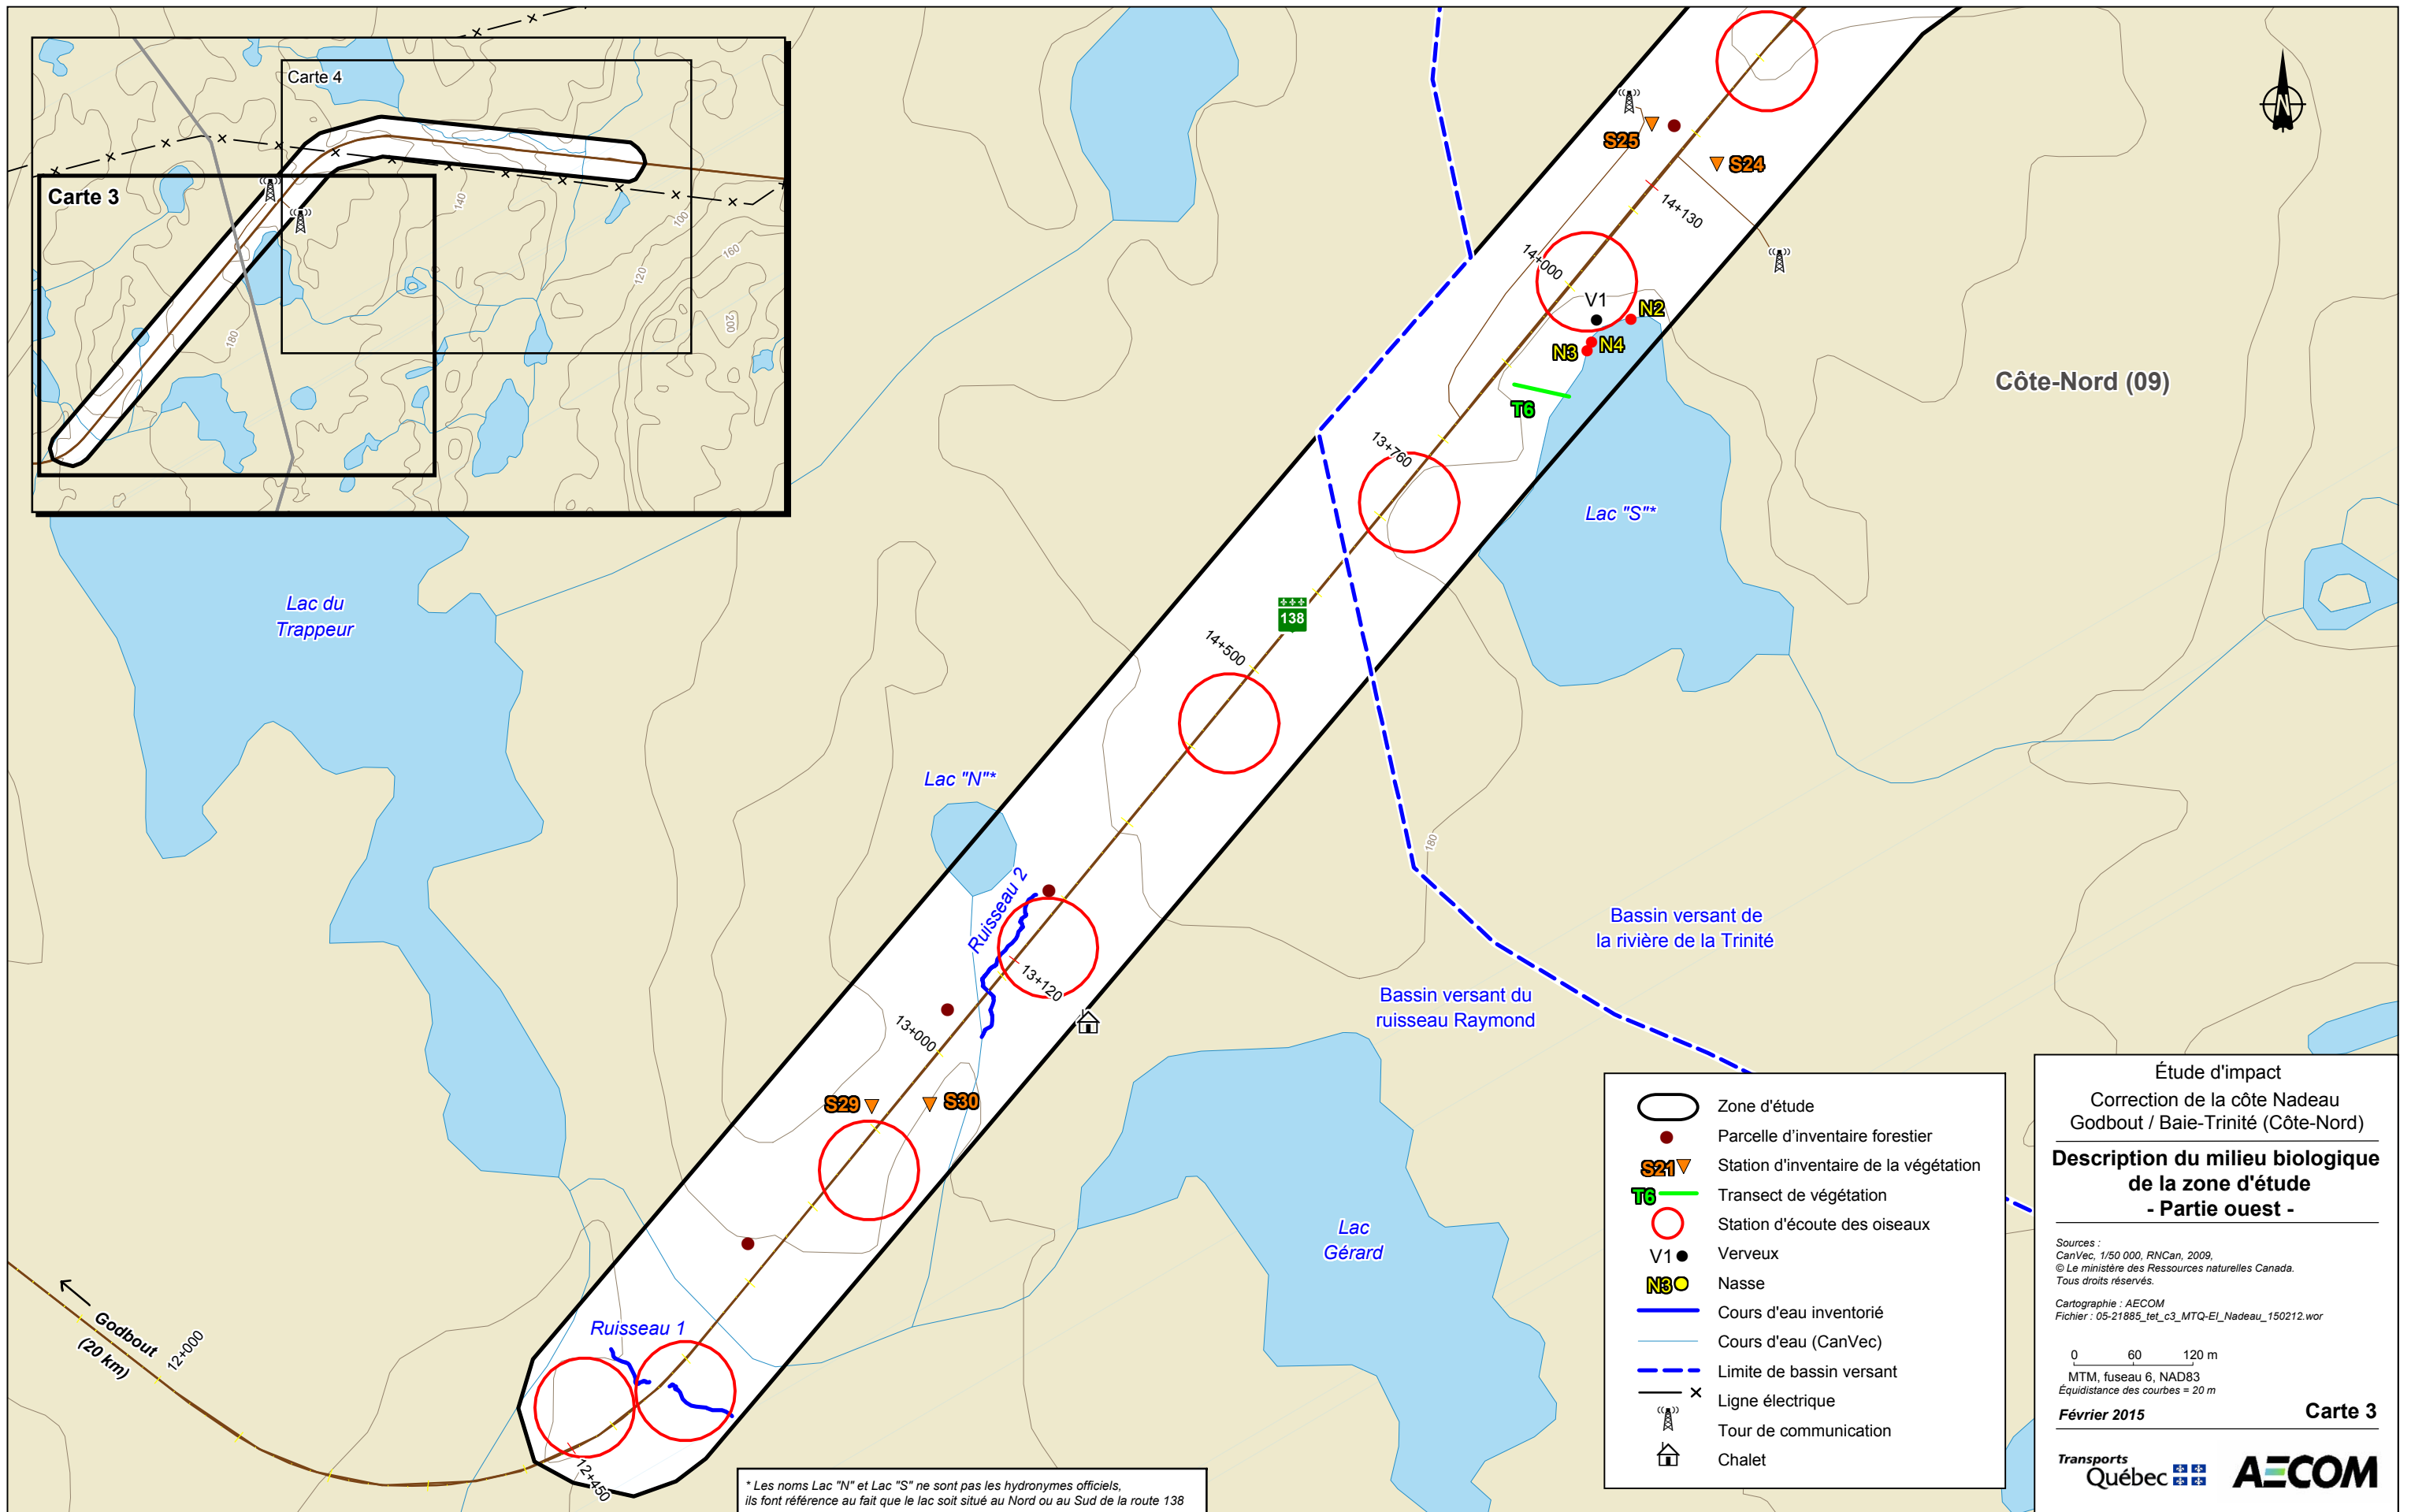 Carte 4
Carte 3
140
100
160
120
200
180
S25
S24
14+130
14+000
V1
N2
N4
N3
T6
Côte-Nord (09)
13+760
Lac "S"*
138
14+500
Lac du
Trappeur
Lac "N"*
180
Ruisseau 2
Bassin versant de
la rivière de la Trinité
13+120
Bassin versant du
ruisseau Raymond
13+000
S29
S30
Lac
Gérard
Godbout
(20 km)
12+000
Ruisseau 1
12+450
* Les noms Lac "N" et Lac "S" ne sont pas les hydronymes officiels,
ils font référence au fait que le lac soit situé au Nord ou au Sud de la route 138
Zone d'étude
Parcelle d'inventaire forestier
S21 Station d'inventaire de la végétation
T6 Transect de végétation
Station d'écoute des oiseaux
V1 Verveux
N3 Nasse
Cours d'eau inventorié
Cours d'eau (CanVec)
Limite de bassin versant
Ligne électrique
Tour de communication
Chalet
N
Étude d'impact
Correction de la côte Nadeau
Godbout / Baie-Trinité (Côte-Nord)
Description du milieu biologique
de la zone d'étude
- Partie ouest -
Sources :
CanVec, 1/50 000, RNCan, 2009,
© Le ministère des Ressources naturelles Canada.
Tous droits réservés.
Cartographie : AECOM
Fichier : 05-21885_tet_c3_MTQ-EI_Nadeau_150212.wor
0 60 120 m
MTM, fuseau 6, NAD83
Équidistance des courbes = 20 m
Février 2015 Carte 3
Transports
Québec
AECOM